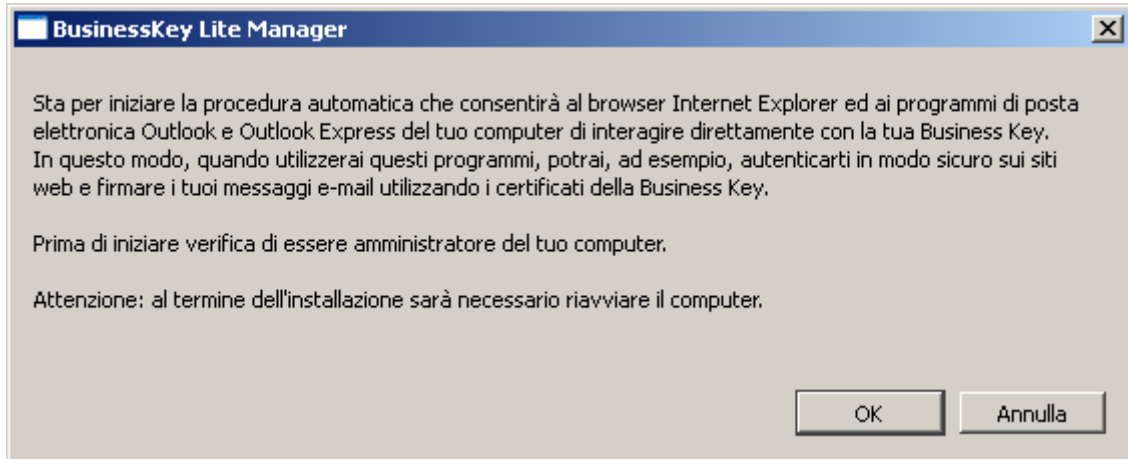 BusinessKey Lite Manager
Sta per iniziare la procedura automatica che consentirà al browser Internet Explorer ed ai programmi di posta
elettronica Outlook e Outlook Express del tuo computer di interagire direttamente con la tua Business Key.
In questo modo, quando utilizzerai questi programmi, potrai, ad esempio, autenticarti in modo sicuro sui siti
web e firmare i tuoi messaggi e-mail utilizzando i certificati della Business Key.
Prima di iniziare verifica di essere amministratore del tuo computer.
Attenzione: al termine dell'installazione sarà necessario riavviare il computer.
OK Annulla